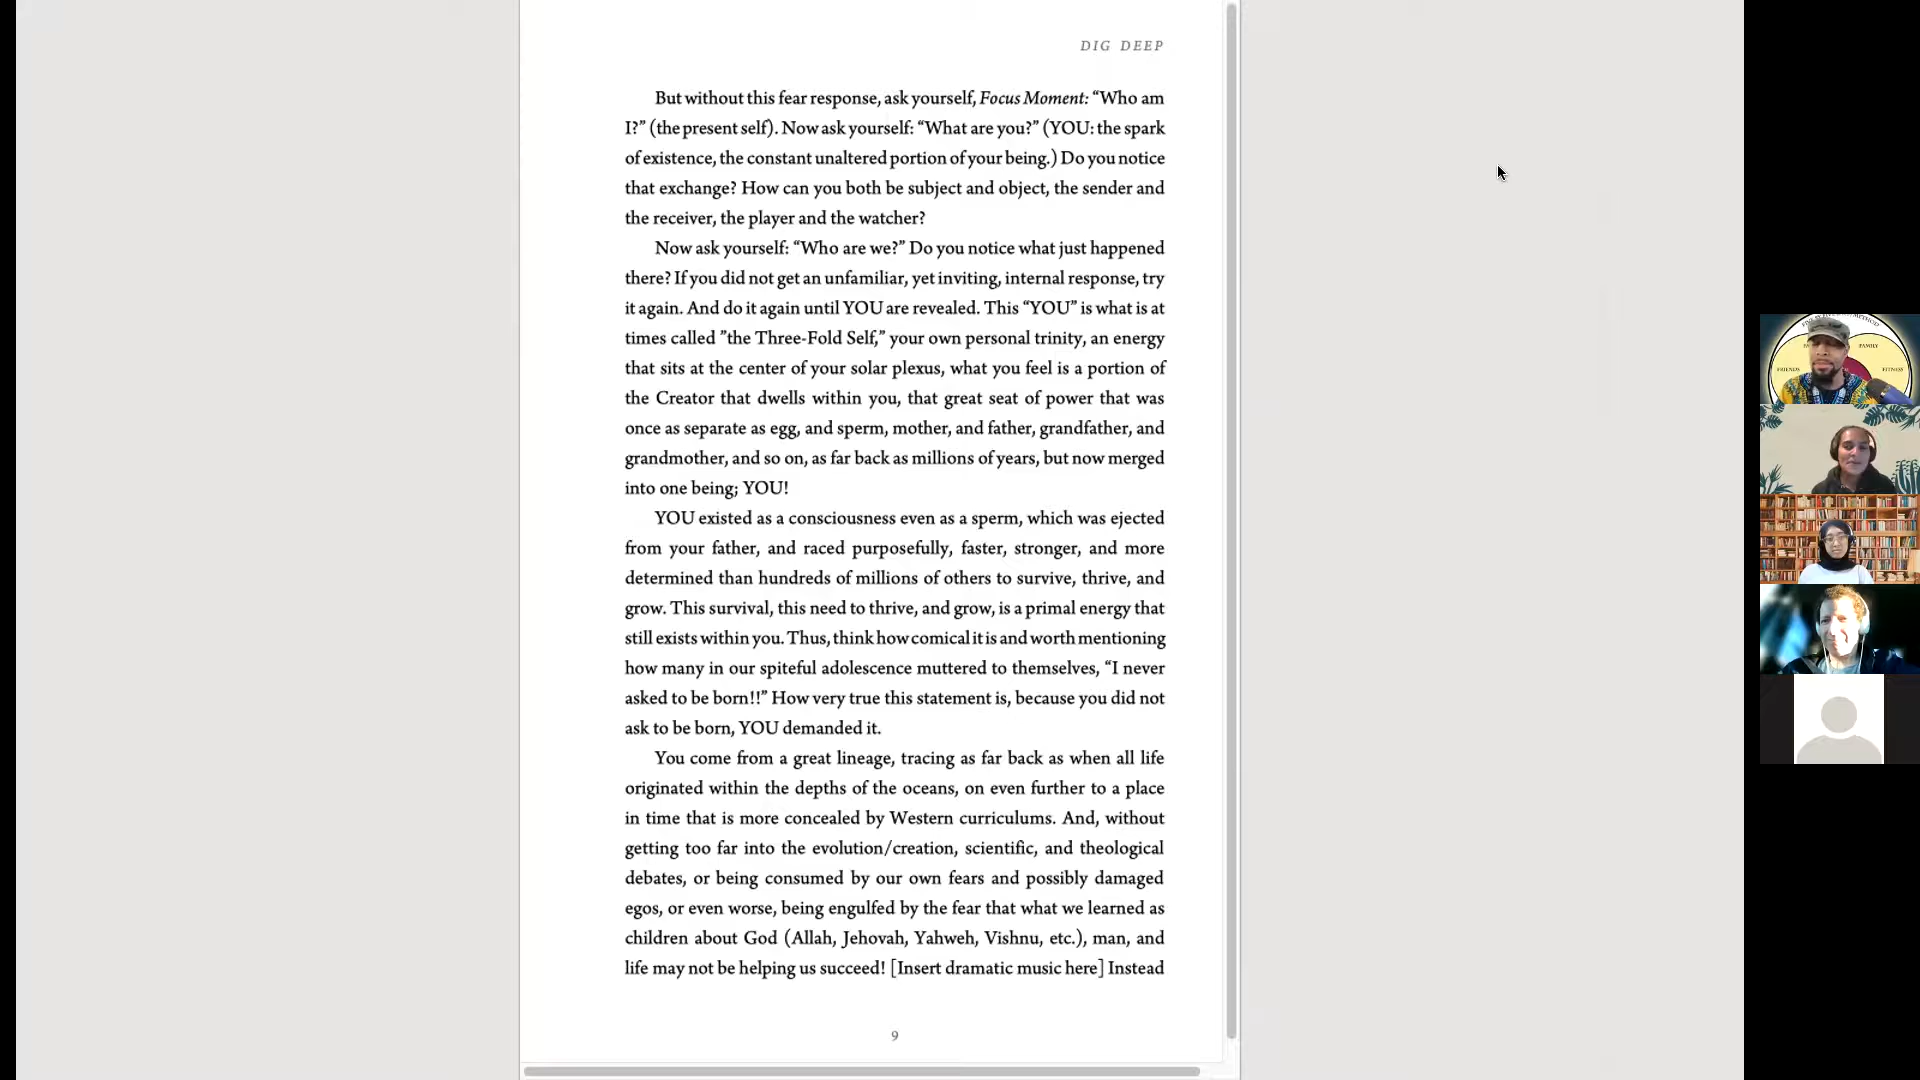 DIG DEEP
But without this fear response, ask yourself, Focus Moment: “Who am
I?” (the present self). Now ask yourself: “What are you?” (YOU: the spark
of existence, the constant unaltered portion of your being.) Do you notice
that exchange? How can you both be subject and object, the sender and
the receiver, the player and the watcher?
Now ask yourself: “Who are we?” Do you notice what just happened
there? If you did not get an unfamiliar, yet inviting, internal response, try
it again. And do it again until YOU are revealed. This “YOU” is what is at
times called ”the Three-Fold Self,” your own personal trinity, an energy
that sits at the center of your solar plexus, what you feel is a portion of
the Creator that dwells within you, that great seat of power that was
once as separate as egg, and sperm, mother, and father, grandfather, and
grandmother, and so on, as far back as millions of years, but now merged
into one being; YOU!
YOU existed as a consciousness even as a sperm, which was ejected
from your father, and raced purposefully, faster, stronger, and more
determined than hundreds of millions of others to survive, thrive, and
grow. This survival, this need to thrive, and grow, is a primal energy that
still exists within you. Thus, think how comical it is and worth mentioning
how many in our spiteful adolescence muttered to themselves, “I never
asked to be born!!” How very true this statement is, because you did not
ask to be born, YOU demanded it.
You come from a great lineage, tracing as far back as when all life
originated within the depths of the oceans, on even further to a place
in time that is more concealed by Western curriculums. And, without
getting too far into the evolution/creation, scientific, and theological
debates, or being consumed by our own fears and possibly damaged
egos, or even worse, being engulfed by the fear that what we learned as
children about God (Allah, Jehovah, Yahweh, Vishnu, etc.), man, and
life may not be helping us succeed! [Insert dramatic music here] Instead
9
METHOD
FAMILY
FRIENDS
FITNESS